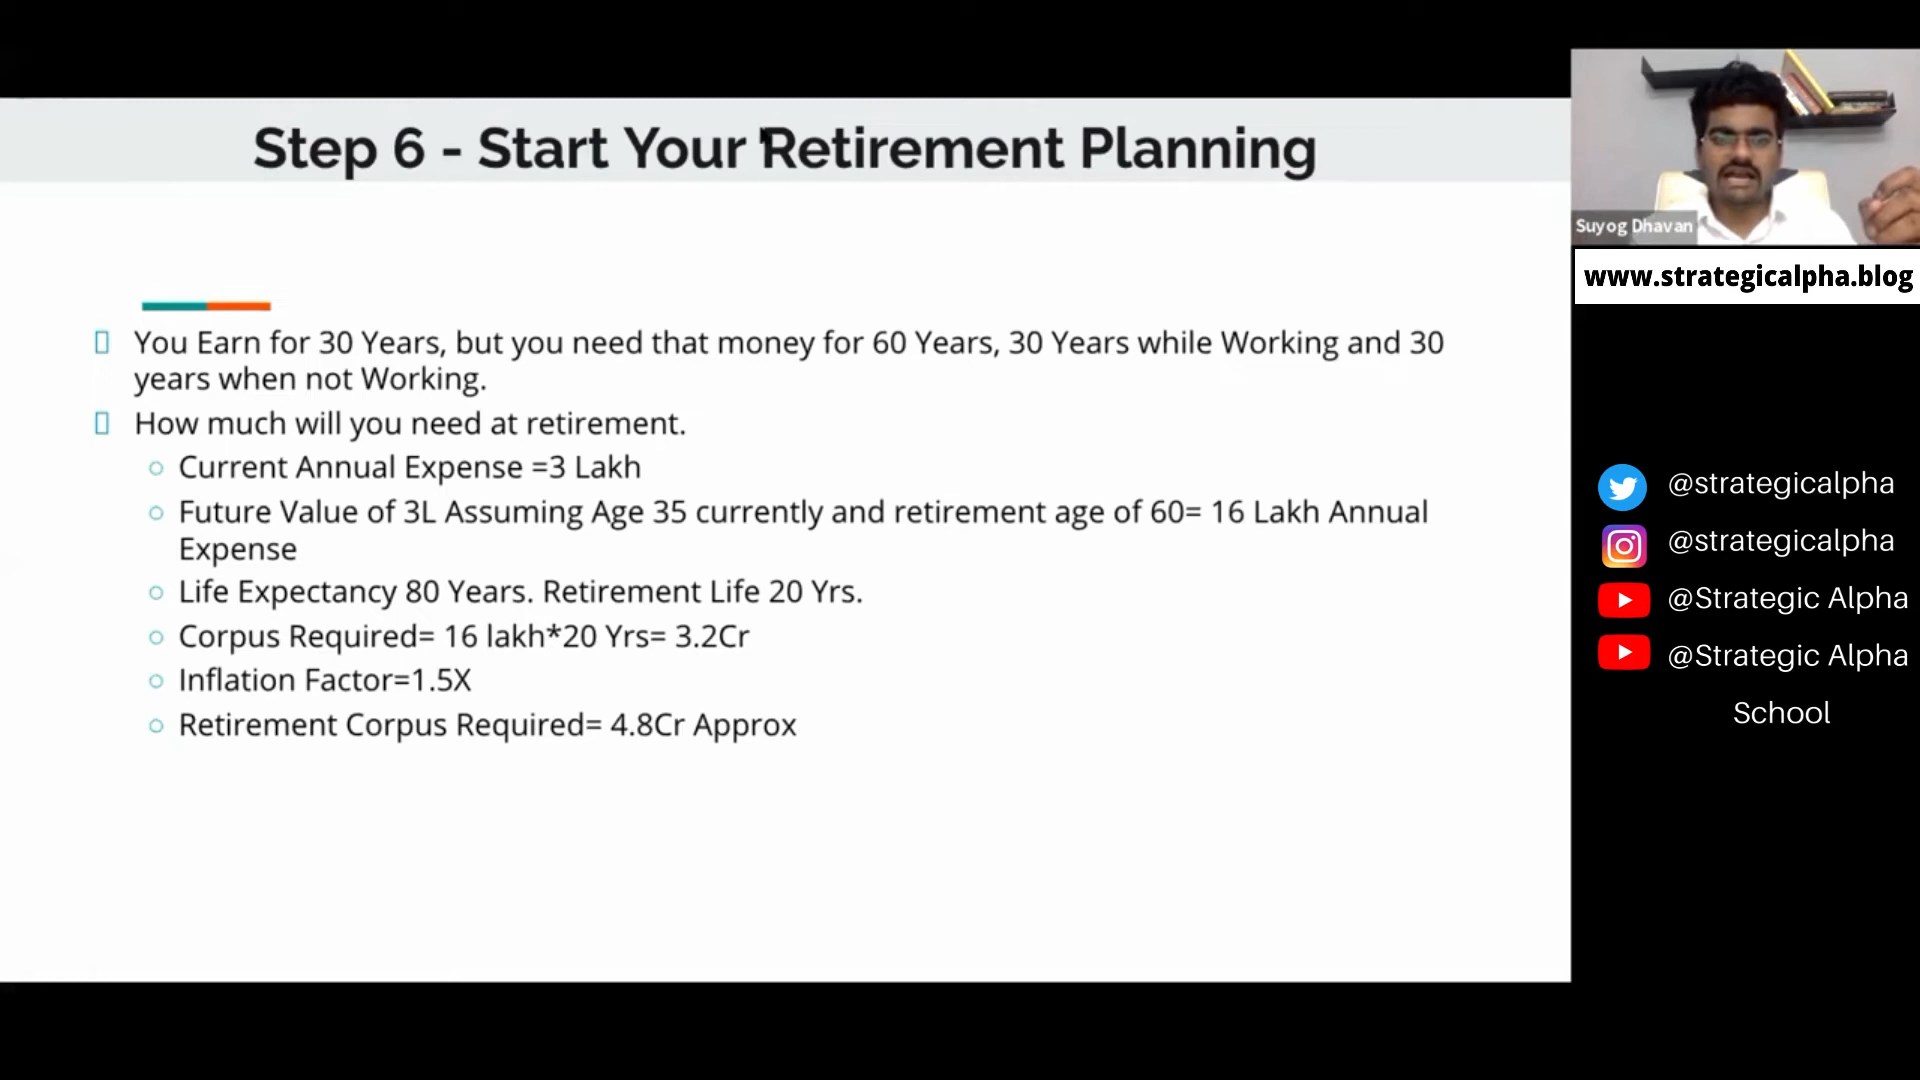 Step 6 - Start Your Retirement Planning
You Earn for 30 Years, but you need that money for 60 Years, 30 Years while Working and 30
years when not Working.
How much will you need at retirement.
Current Annual Expense =3 Lakh
Future Value of 3L Assuming Age 35 currently and retirement age of 60= 16 Lakh Annual
Expense
Life Expectancy 80 Years. Retirement Life 20 Yrs.
Corpus Required= 16 lakh*20 Yrs= 3.2Cr
Inflation Factor=1.5X
Retirement Corpus Required= 4.8Cr Approx
Suyog Dhavan
www.strategicalpha.blog
@strategicalpha
@strategicalpha
@Strategic Alpha
@Strategic Alpha
School